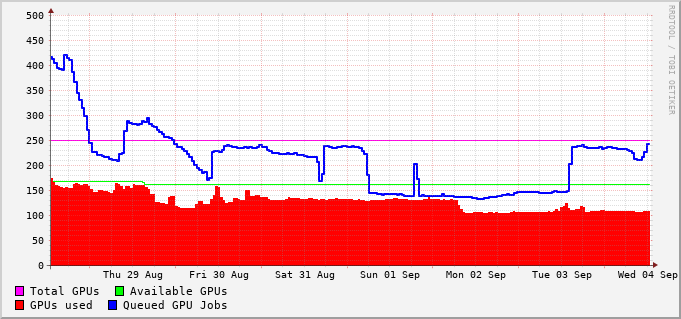 RRDTOOL / TOBI OETIKER
500
450
400
350
300
250
200
150
100
50
0
Thu 29 Aug Fri 30 Aug Sat 31 Aug Sun 01 Sep Mon 02 Sep Tue 03 Sep Wed 04 Sep
Total GPUs Available GPUs
GPUs used Queued GPU Jobs